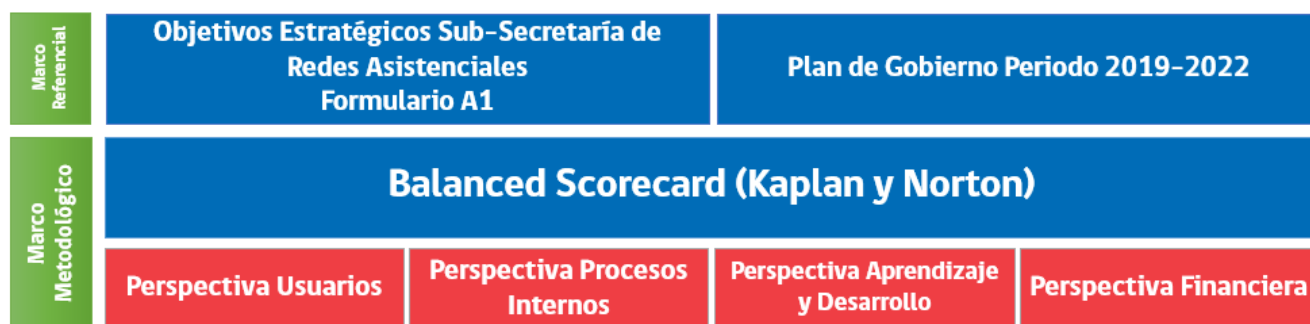 Marco
Referencial
Objetivos Estratégicos Sub-Secretaría de
Redes Asistenciales
Formulario A1
Plan de Gobierno Periodo 2019-2022
Marco
Metodológico
Balanced Scorecard (Kaplan y Norton)
Perspectiva Usuarios
Perspectiva Procesos
Internos
Perspectiva Aprendizaje
y Desarrollo
Perspectiva Financiera